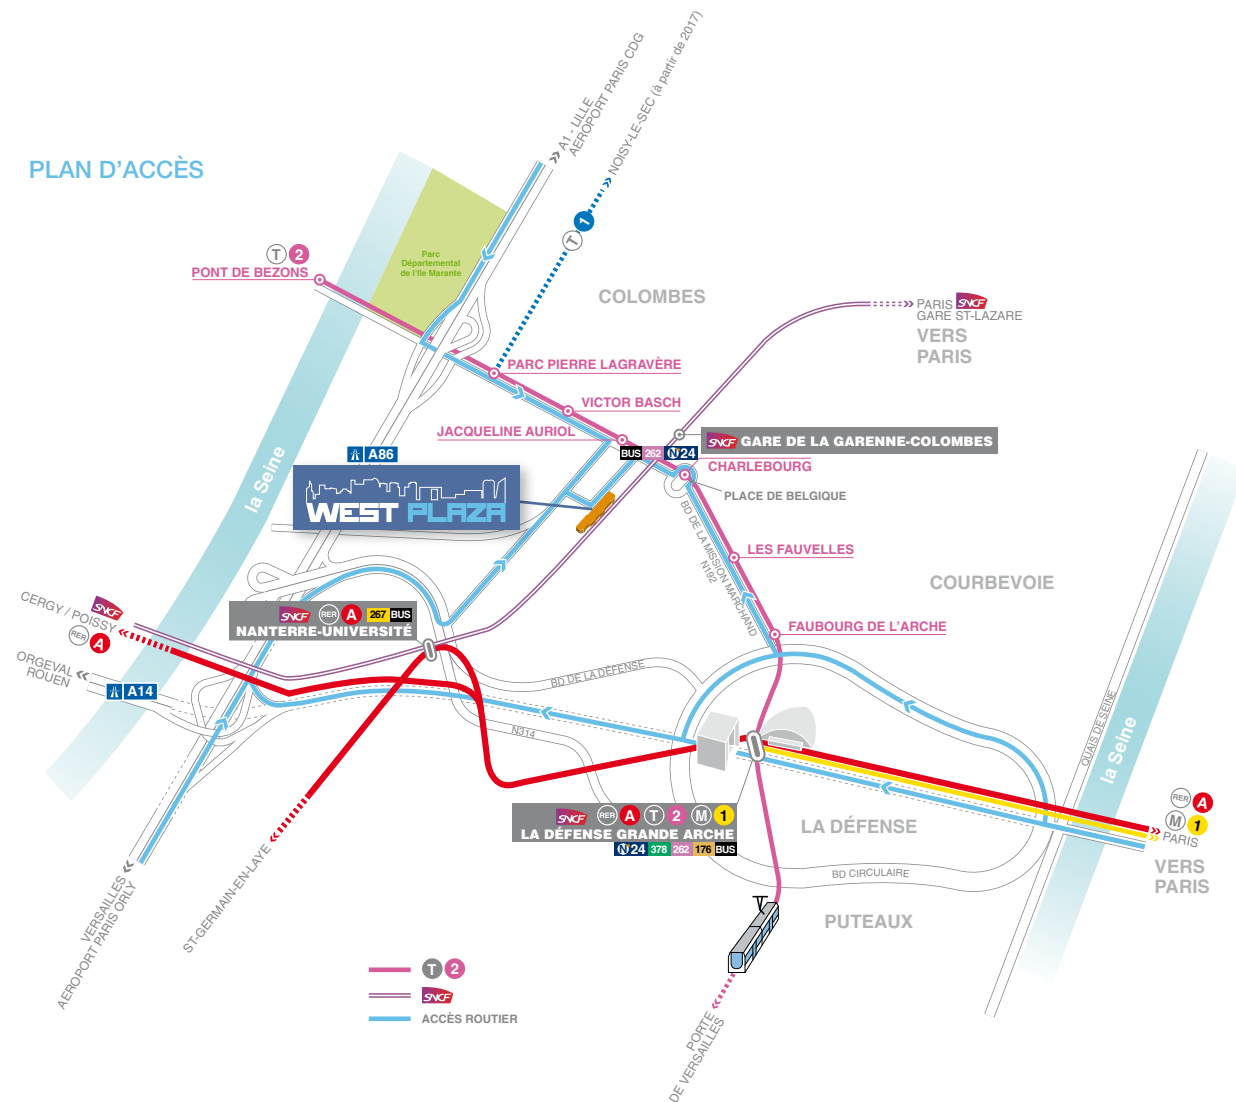 PLAN D'ACCÈS
A1 - LILLE
AEROPORT PARIS CDG
NOISY-LE-SEC (à partir de 2017)
T 1
T 2
PONT DE BEZONS
Parc
Départemental
de l'Ile Marante
COLOMBES
PARIS SNCF
GARE ST-LAZARE
VERS
PARIS
PARC PIERRE LAGRAVÈRE
VICTOR BASCH
JACQUELINE AURIOL
BUS 262 N24
SNCF GARE DE LA GARENNE-COLOMBES
CHARLEBOURG
PLACE DE BELGIQUE
A86
la Seine
WEST PLAZA
BD DE LA MISSION MARCHAND
N192
LES FAUVELLES
COURBEVOIE
FAUBOURG DE L'ARCHE
SNCF
CERGY / POISSY
RER A
ORGEVAL
ROUEN
A14
SNCF RER A 267 BUS
NANTERRE-UNIVERSITÉ
BD DE LA DÉFENSE
N314
QUAIS DE SEINE
la Seine
SNCF RER A T 2 M 1
LA DÉFENSE GRANDE ARCHE
N24 378 262 176 BUS
LA DÉFENSE
RER A
M 1
PARIS
VERS
PARIS
BD CIRCULAIRE
PUTEAUX
VERSAILLES
AEROPORT PARIS ORLY
ST-GERMAIN-EN-LAYE
PORTE
DE VERSAILLES
T 2
SNCF
ACCÈS ROUTIER